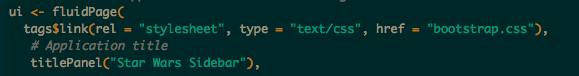 ui <- fluidPage(
  tags$link(rel = "stylesheet", type = "text/css", href = "bootstrap.css"),
   # Application title
   titlePanel("Star Wars Sidebar"),